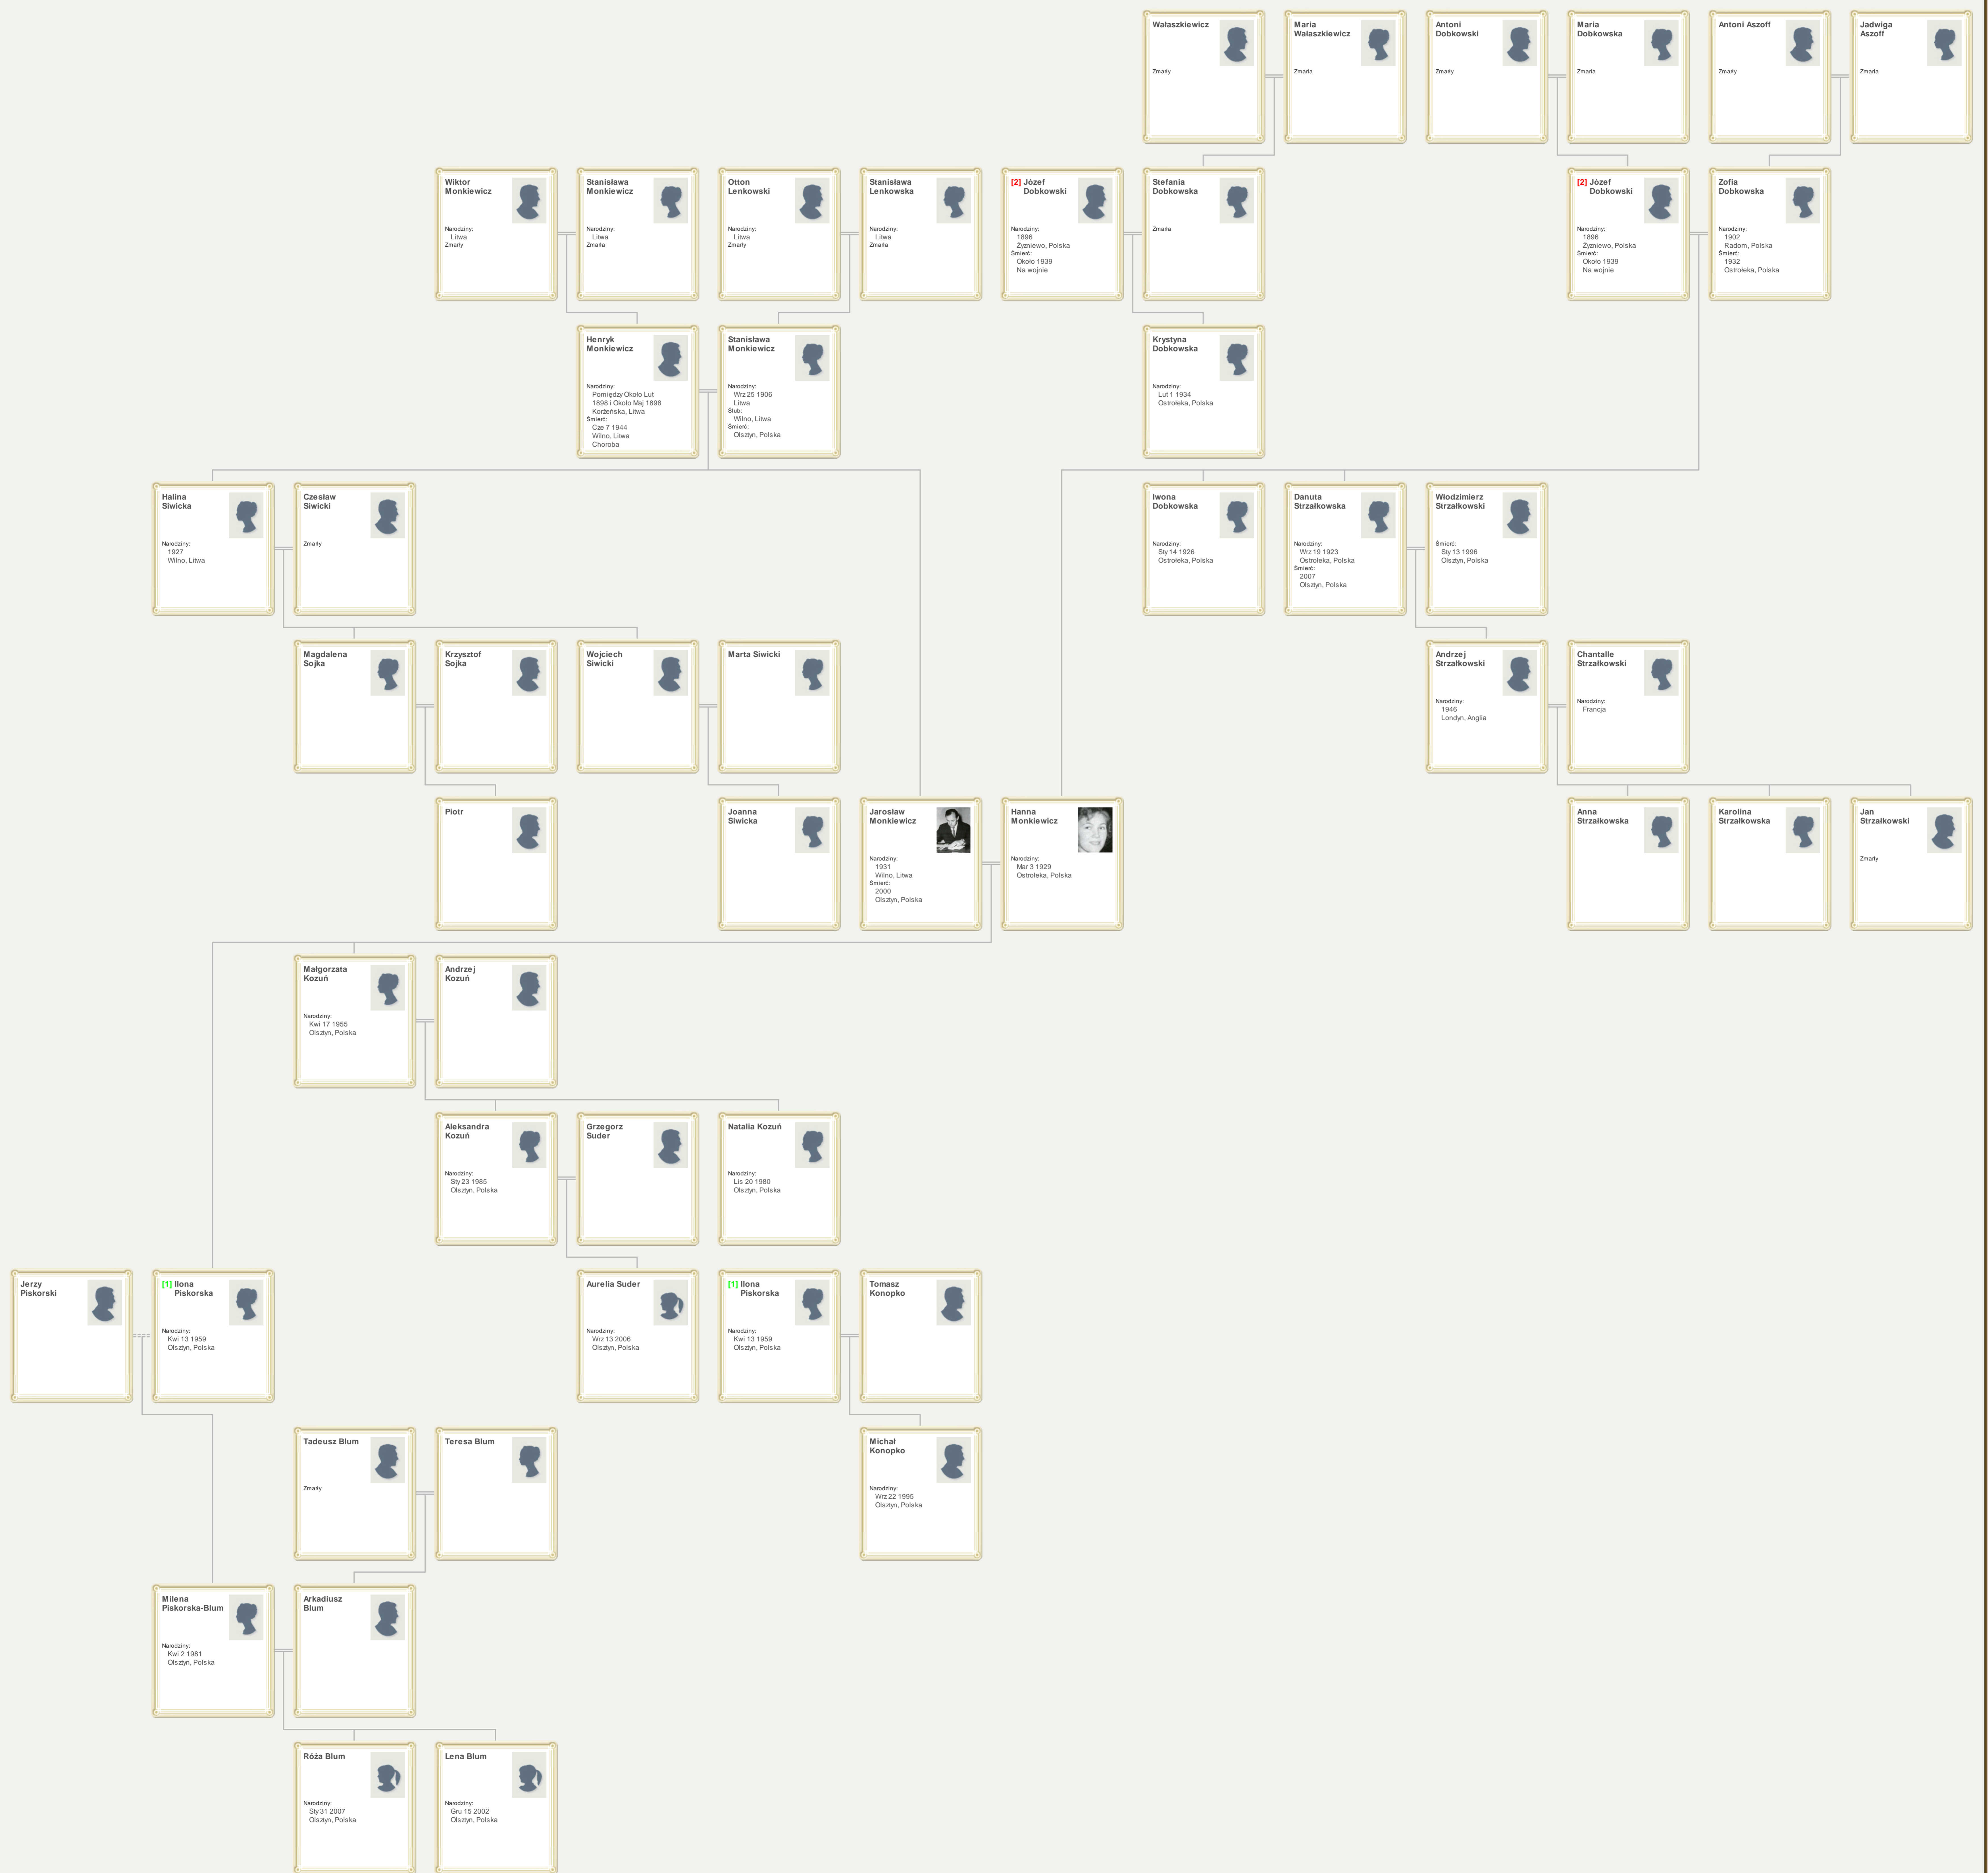 Wałaszkiewicz
Zmarły
Maria
Wałaszkiewicz
Zmarła
Antoni
Dobkowski
Zmarły
Maria
Dobkowska
Zmarła
Antoni Aszoff
Zmarły
Jadwiga
Aszoff
Zmarła
Wiktor
Monkiewicz
Narodziny:
Litwa
Zmarły
Stanisława
Monkiewicz
Narodziny:
Litwa
Zmarła
Otton
Lenkowski
Narodziny:
Litwa
Zmarły
Stanisława
Lenkowska
Narodziny:
Litwa
Zmarła
[2] Józef
Dobkowski
Narodziny:
1896
Żyzniewo, Polska
Śmierć:
Około 1939
Na wojnie
Stefania
Dobkowska
Zmarła
[2] Józef
Dobkowski
Narodziny:
1896
Żyzniewo, Polska
Śmierć:
Około 1939
Na wojnie
Zofia
Dobkowska
Narodziny:
1902
Radom, Polska
Śmierć:
1932
Ostrołeka, Polska
Henryk
Monkiewicz
Narodziny:
Pomiędzy Około Lut
1898 i Około Maj 1898
Korżeńska, Litwa
Śmierć:
Cze 7 1944
Wilno, Litwa
Choroba
Stanisława
Monkiewicz
Narodziny:
Wrz 25 1906
Litwa
Ślub:
Wilno, Litwa
Śmierć:
Olsztyn, Polska
Krystyna
Dobkowska
Narodziny:
Lut 1 1934
Ostrołeka, Polska
Halina
Siwicka
Narodziny:
1927
Wilno, Litwa
Czesław
Siwicki
Zmarły
Iwona
Dobkowska
Narodziny:
Sty 14 1926
Ostrołeka, Polska
Danuta
Strzałkowska
Narodziny:
Wrz 19 1923
Ostrołeka, Polska
Śmierć:
2007
Olsztyn, Polska
Włodzimierz
Strzałkowski
Śmierć:
Sty 13 1996
Olsztyn, Polska
Magdalena
Sojka
Krzysztof
Sojka
Wojciech
Siwicki
Marta Siwicki
Andrzej
Strzałkowski
Narodziny:
1946
Londyn, Anglia
Chantalle
Strzałkowski
Narodziny:
Francja
Piotr
Joanna
Siwicka
Jarosław
Monkiewicz
Narodziny:
1931
Wilno, Litwa
Śmierć:
2000
Olsztyn, Polska
Hanna
Monkiewicz
Narodziny:
Mar 3 1929
Ostrołeka, Polska
Anna
Strzałkowska
Karolina
Strzałkowska
Jan
Strzałkowski
Zmarły
Małgorzata
Kozuń
Narodziny:
Kwi 17 1955
Olsztyn, Polska
Andrzej
Kozuń
Aleksandra
Kozuń
Narodziny:
Sty 23 1985
Olsztyn, Polska
Grzegorz
Suder
Natalia Kozuń
Narodziny:
Lis 20 1980
Olsztyn, Polska
Jerzy
Piskorski
[1] Ilona
Piskorska
Narodziny:
Kwi 13 1959
Olsztyn, Polska
Aurelia Suder
Narodziny:
Wrz 13 2006
Olsztyn, Polska
[1] Ilona
Piskorska
Narodziny:
Kwi 13 1959
Olsztyn, Polska
Tomasz
Konopko
Tadeusz Blum
Zmarły
Teresa Blum
Michał
Konopko
Narodziny:
Wrz 22 1995
Olsztyn, Polska
Milena
Piskorska-Blum
Narodziny:
Kwi 2 1981
Olsztyn, Polska
Arkadiusz
Blum
Róża Blum
Narodziny:
Sty 31 2007
Olsztyn, Polska
Lena Blum
Narodziny:
Gru 15 2002
Olsztyn, Polska